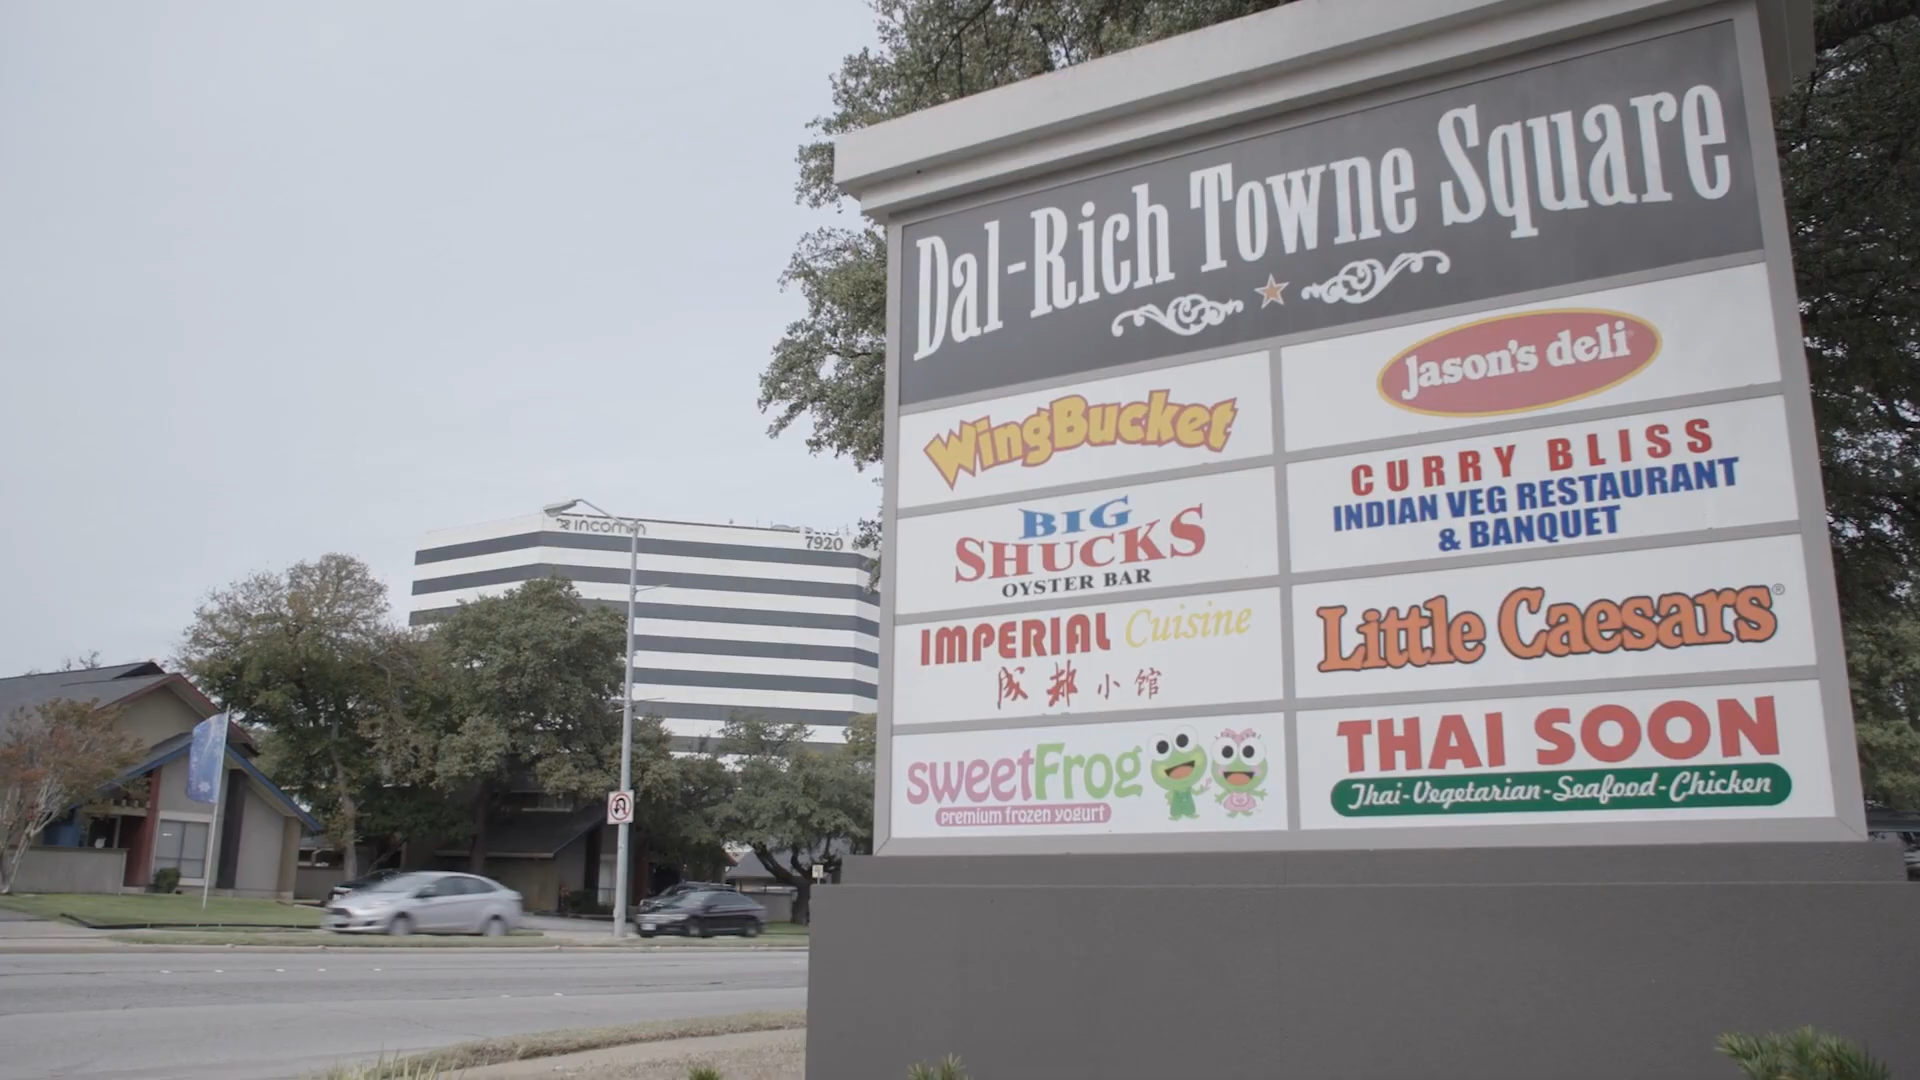 Dal-Rich Towne Square
WingBucket
Jason's deli
BIG
SHUCKS
OYSTER BAR
CURRY BLISS
INDIAN VEG RESTAURANT
& BANQUET
IMPERIAL Cuisine
成都小馆
Little Caesars®
sweetFrog
premium frozen yogurt
THAI SOON
Thai-Vegetarian-Seafood-Chicken
incomm
7920